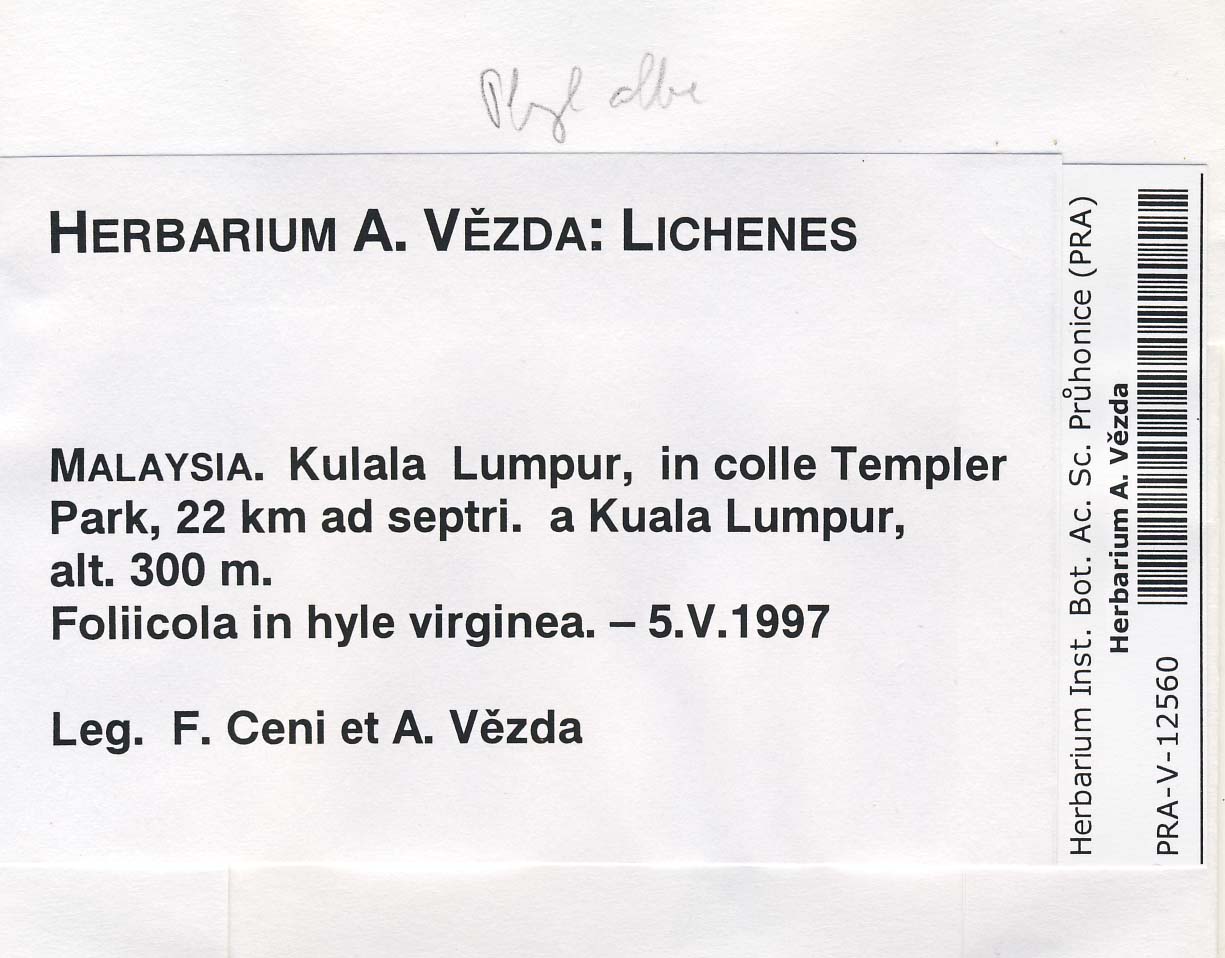 Phyl albe
HERBARIUM A. VĚZDA: LICHENES
MALAYSIA. Kulala Lumpur, in colle Templer
Park, 22 km ad septri. a Kuala Lumpur,
alt. 300 m.
Foliicola in hyle virginea. – 5.V.1997
Leg. F. Ceni et A. Vězda
Herbarium Inst. Bot. Ac. Sc. Průhonice (PRA)
Herbarium A. Vězda
PRA-V-12560